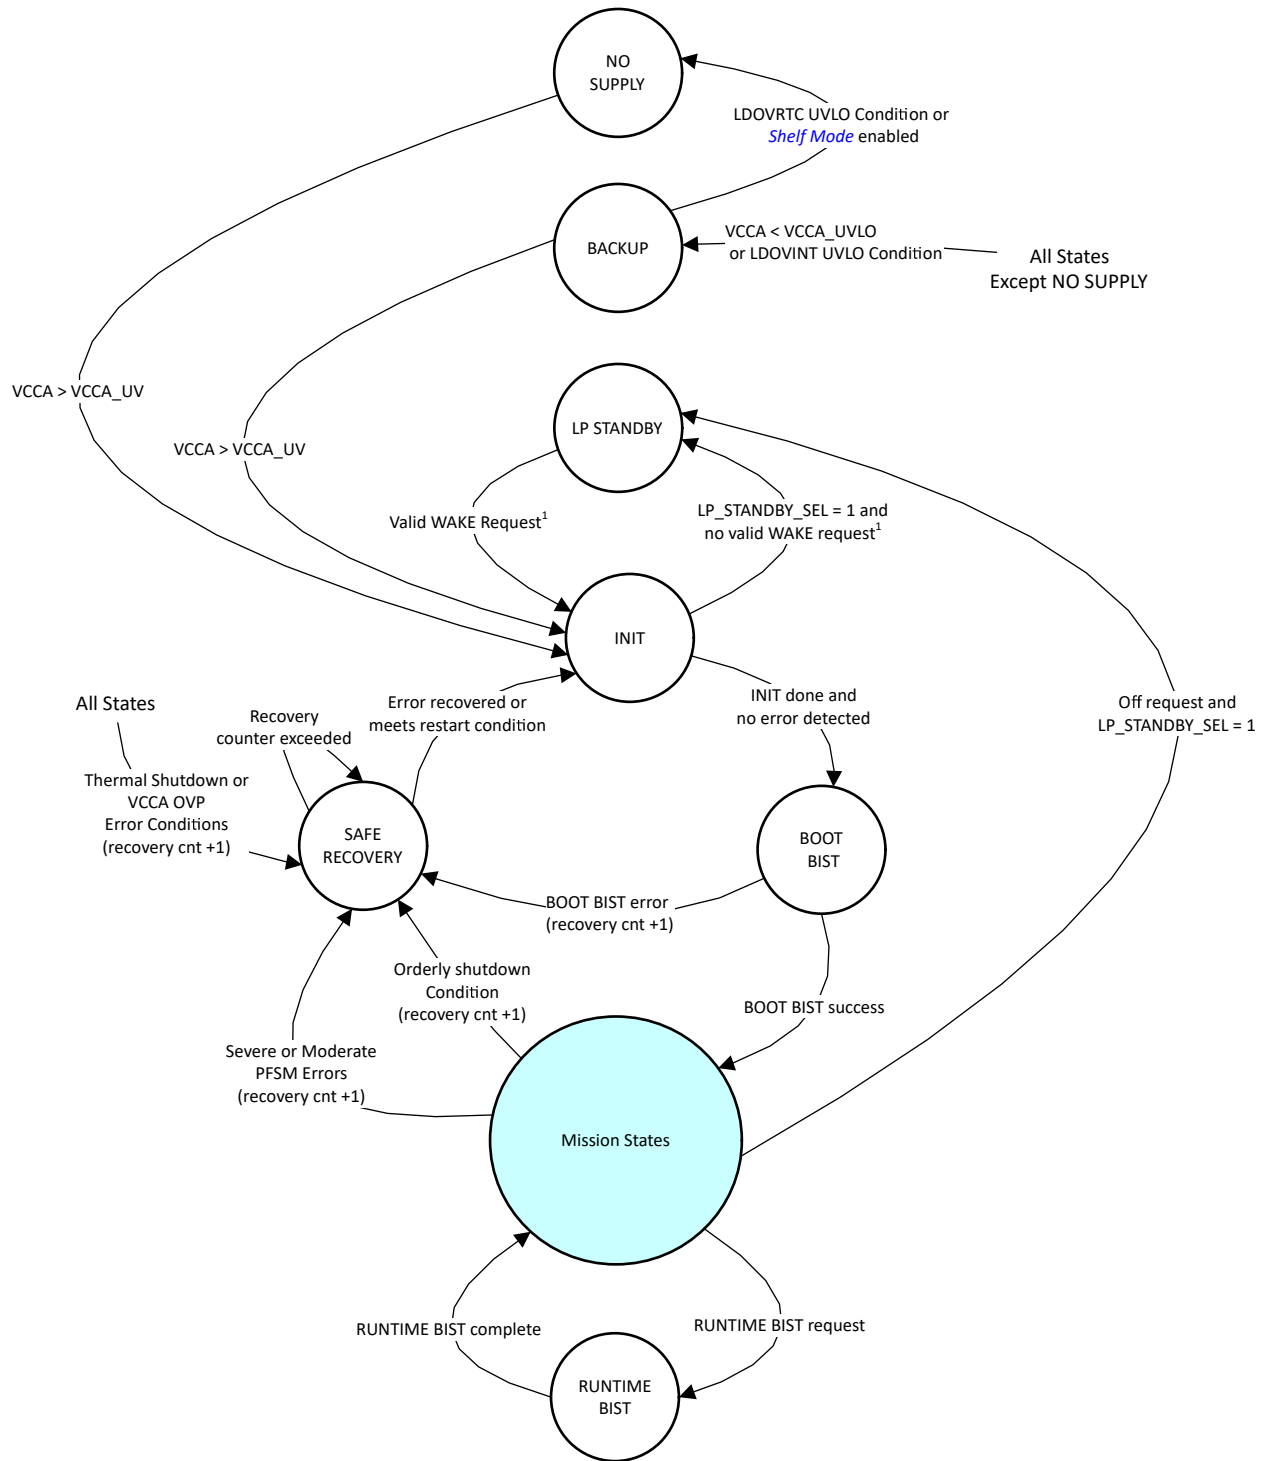 NO
SUPPLY
LDOVRTC UVLO Condition or
Shelf Mode enabled
BACKUP
VCCA < VCCA_UVLO
or LDOVINT UVLO Condition
All States
Except NO SUPPLY
VCCA > VCCA_UV
VCCA > VCCA_UV
LP STANDBY
Valid WAKE Request¹
LP_STANDBY_SEL = 1 and
no valid WAKE request¹
INIT
All States
Recovery
counter exceeded
Error recovered or
meets restart condition
INIT done and
no error detected
Off request and
LP_STANDBY_SEL = 1
Thermal Shutdown or
VCCA OVP
Error Conditions
(recovery cnt +1)
SAFE
RECOVERY
BOOT
BIST
BOOT BIST error
(recovery cnt +1)
Orderly shutdown
Condition
(recovery cnt +1)
BOOT BIST success
Severe or Moderate
PFSM Errors
(recovery cnt +1)
Mission States
RUNTIME BIST complete
RUNTIME BIST request
RUNTIME
BIST